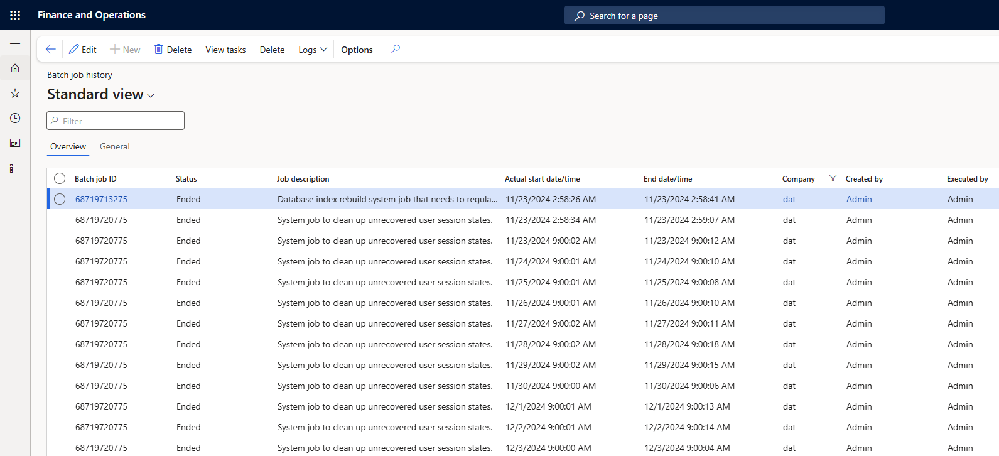 Finance and Operations Search for a page
Edit New Delete View tasks Delete Logs Options
Batch job history
Standard view
Filter
Overview General
Batch job ID Status Job description Actual start date/time End date/time Company Created by Executed by
68719713275 Ended Database index rebuild system job that needs to regula... 11/23/2024 2:58:26 AM 11/23/2024 2:58:41 AM dat Admin Admin
68719720775 Ended System job to clean up unrecovered user session states. 11/23/2024 2:58:34 AM 11/23/2024 2:59:07 AM dat Admin Admin
68719720775 Ended System job to clean up unrecovered user session states. 11/23/2024 9:00:02 AM 11/23/2024 9:00:12 AM dat Admin Admin
68719720775 Ended System job to clean up unrecovered user session states. 11/24/2024 9:00:01 AM 11/24/2024 9:00:10 AM dat Admin Admin
68719720775 Ended System job to clean up unrecovered user session states. 11/25/2024 9:00:01 AM 11/25/2024 9:00:08 AM dat Admin Admin
68719720775 Ended System job to clean up unrecovered user session states. 11/26/2024 9:00:01 AM 11/26/2024 9:00:10 AM dat Admin Admin
68719720775 Ended System job to clean up unrecovered user session states. 11/27/2024 9:00:02 AM 11/27/2024 9:00:11 AM dat Admin Admin
68719720775 Ended System job to clean up unrecovered user session states. 11/28/2024 9:00:02 AM 11/28/2024 9:00:18 AM dat Admin Admin
68719720775 Ended System job to clean up unrecovered user session states. 11/29/2024 9:00:02 AM 11/29/2024 9:00:15 AM dat Admin Admin
68719720775 Ended System job to clean up unrecovered user session states. 11/30/2024 9:00:00 AM 11/30/2024 9:00:06 AM dat Admin Admin
68719720775 Ended System job to clean up unrecovered user session states. 12/1/2024 9:00:01 AM 12/1/2024 9:00:13 AM dat Admin Admin
68719720775 Ended System job to clean up unrecovered user session states. 12/2/2024 9:00:01 AM 12/2/2024 9:00:14 AM dat Admin Admin
68719720775 Ended System job to clean up unrecovered user session states. 12/3/2024 9:00:00 AM 12/3/2024 9:00:04 AM dat Admin Admin